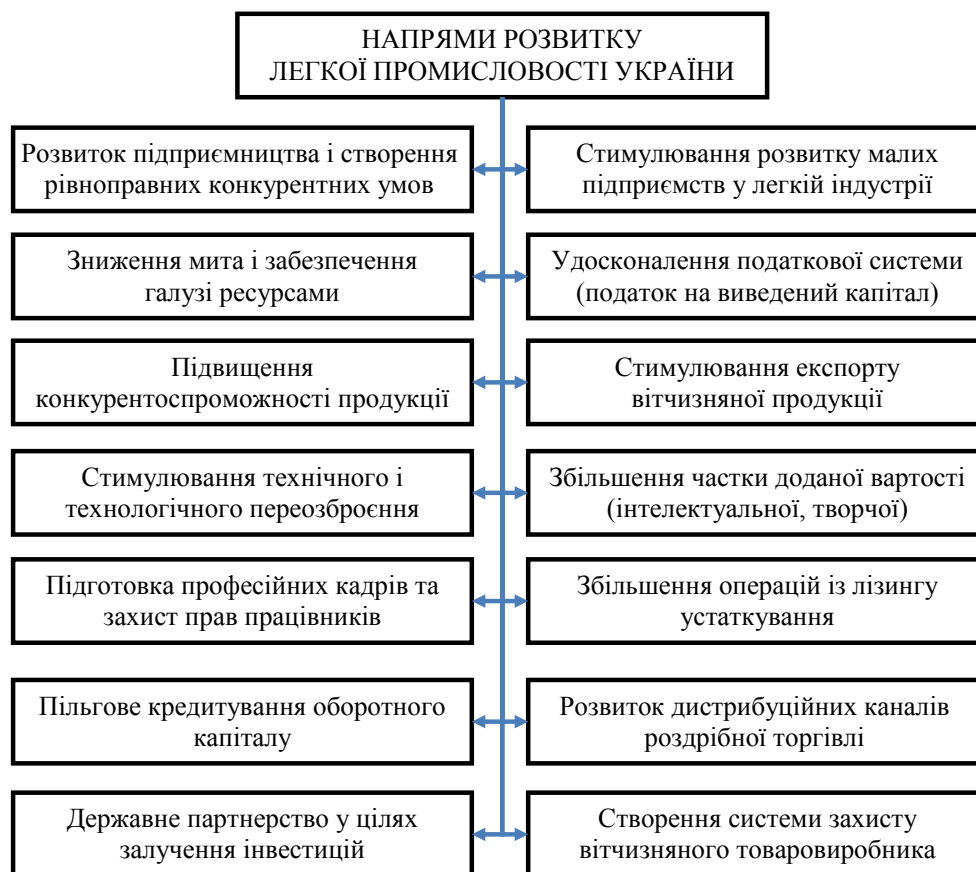 НАПРЯМИ РОЗВИТКУ
ЛЕГКОЇ ПРОМИСЛОВОСТІ УКРАЇНИ
Розвиток підприємництва і створення
рівноправних конкурентних умов
Стимулювання розвитку малих
підприємств у легкій індустрії
Зниження мита і забезпечення
галузі ресурсами
Удосконалення податкової системи
(податок на виведений капітал)
Підвищення
конкурентоспроможності продукції
Стимулювання експорту
вітчизняної продукції
Стимулювання технічного і
технологічного переозброєння
Збільшення частки доданої вартості
(інтелектуальної, творчої)
Підготовка професійних кадрів та
захист прав працівників
Збільшення операцій із лізингу
устаткування
Пільгове кредитування оборотного
капіталу
Розвиток дистрибуційних каналів
роздрібної торгівлі
Державне партнерство у цілях
залучення інвестицій
Створення системи захисту
вітчизняного товаровиробника